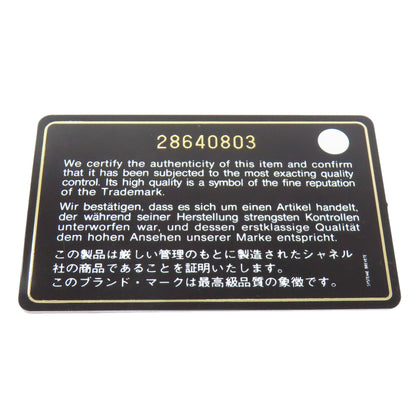 28640803
We certify the authenticity of this item and confirm
that it has been subjected to the most exacting quality
control. Its high quality is a symbol of the fine reputation
of the Trademark.
Wir bestätigen, dass es sich um einen Artikel handelt,
der während seiner Herstellung strengsten Kontrollen
unterworfen war, und dessen erstklassige Qualität
dem hohen Ansehen unserer Marke entspricht.
この製品は厳しい管理のもとに製造されたシャネル
社の商品であることを証明いたします。
このブランド・マークは最高級品質の象徴です。